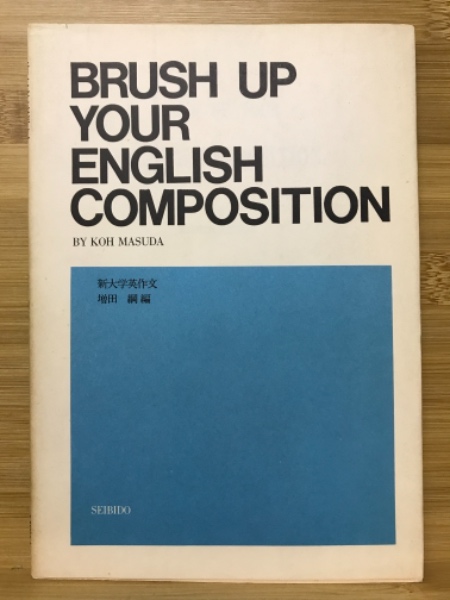 BRUSH UP
YOUR
ENGLISH
COMPOSITION
BY KOH MASUDA
新大学英作文
増田 綱 編
SEIBIDO